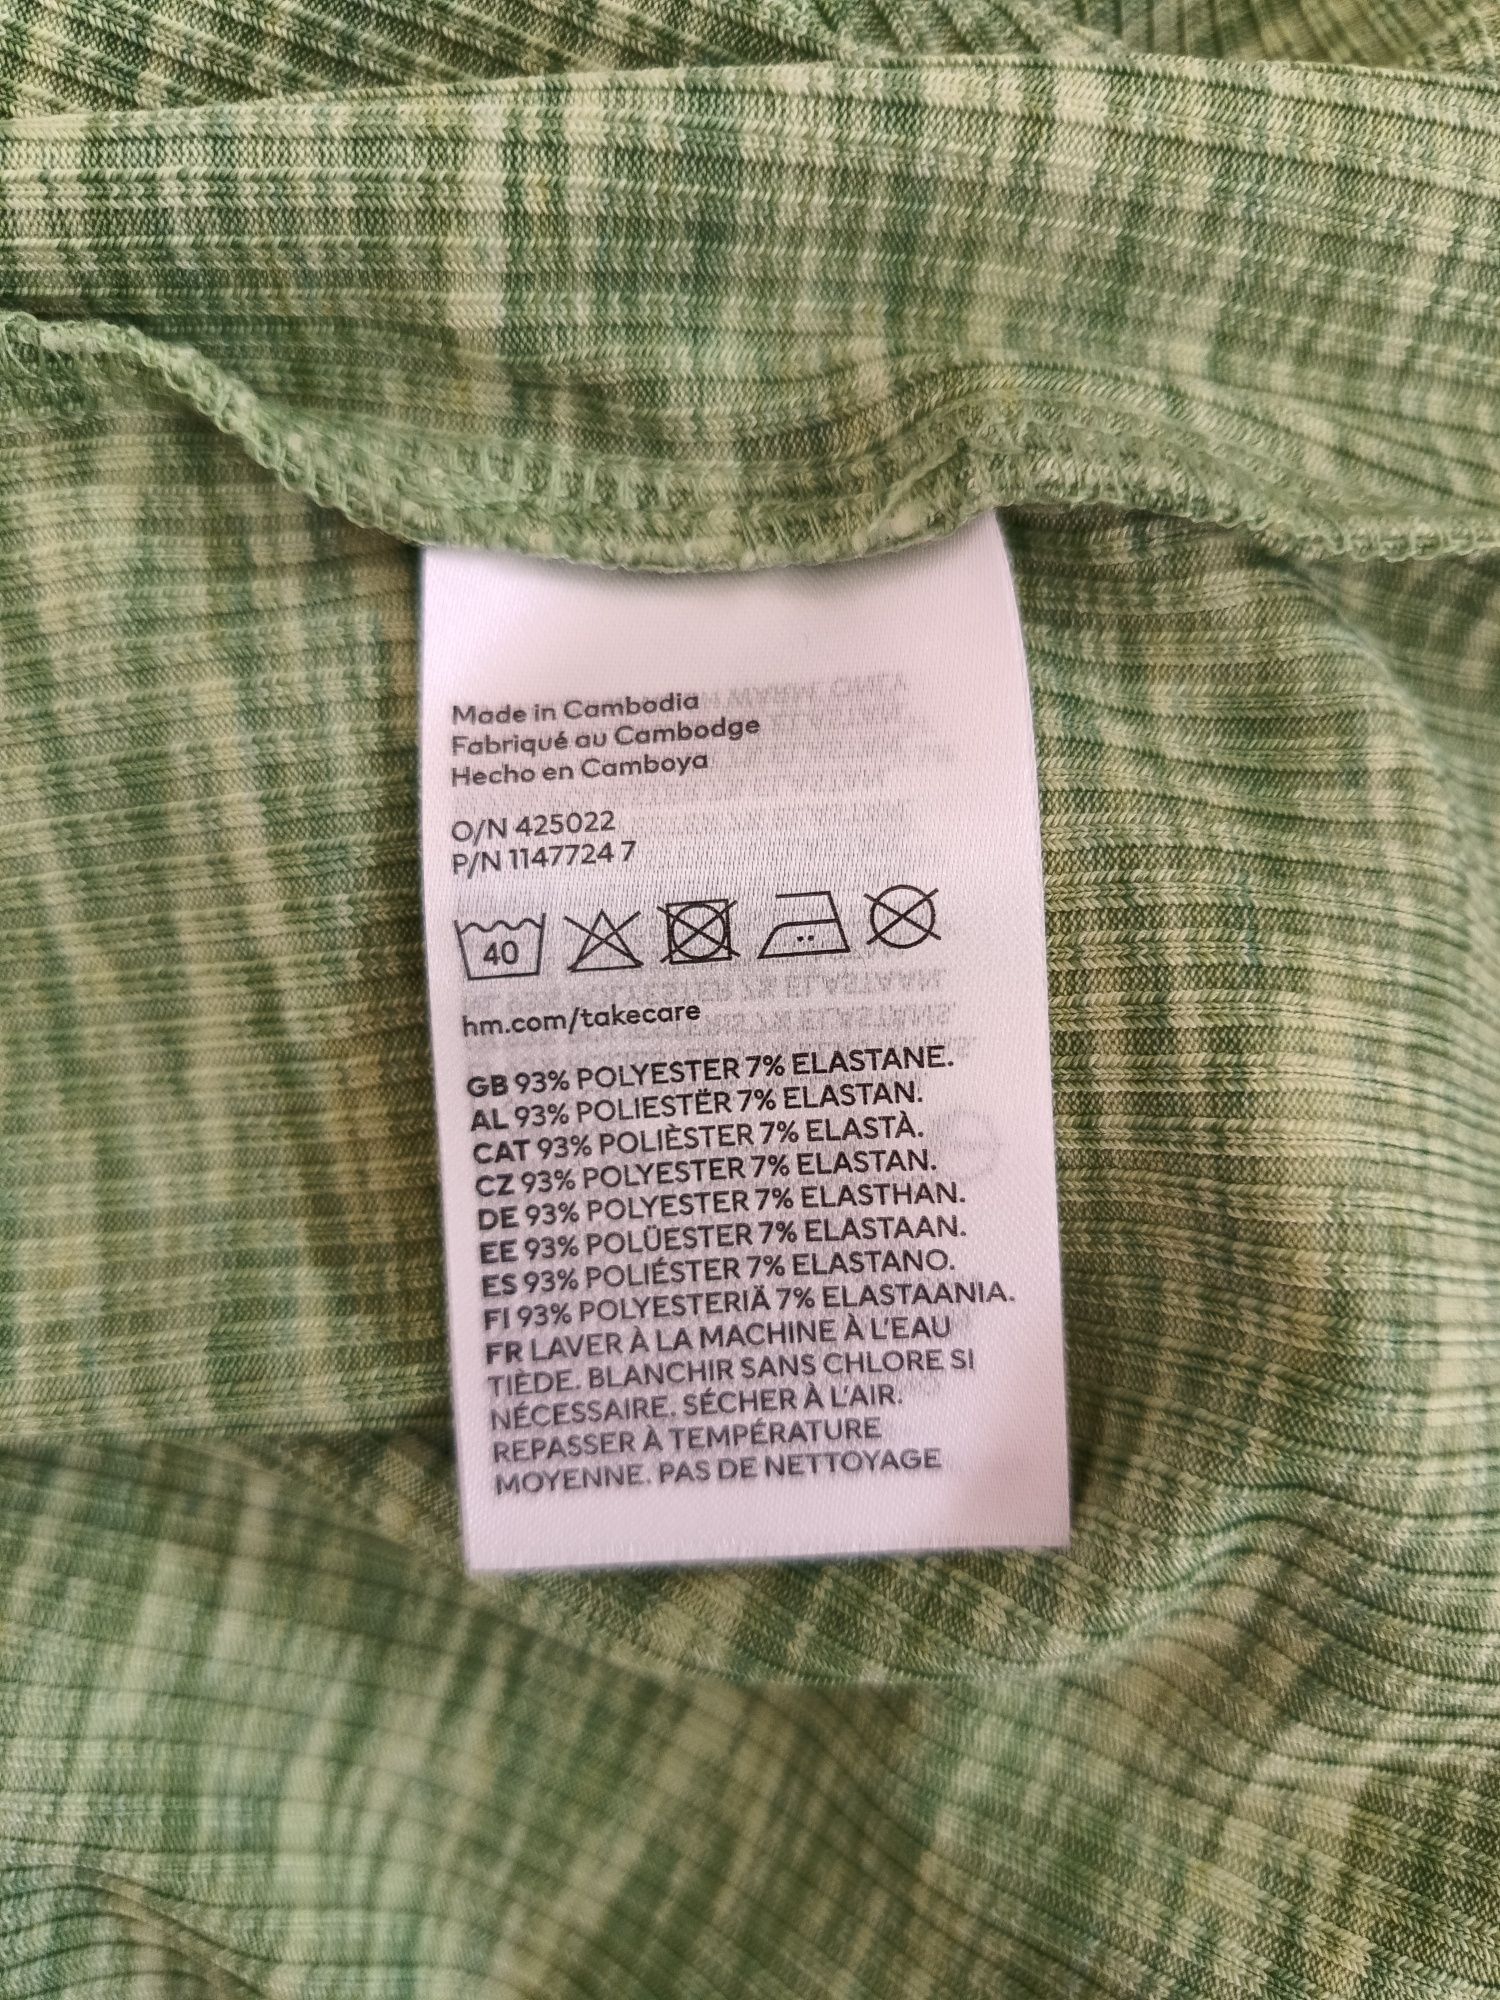 Made in Cambodia
Fabriqué au Cambodge
Hecho en Camboya
O/N 425022
P/N 1147724 7
40
hm.com/takecare
GB 93% POLYESTER 7% ELASTANE.
AL 93% POLIESTËR 7% ELASTAN.
CAT 93% POLIÈSTER 7% ELASTÀ.
CZ 93% POLYESTER 7% ELASTAN.
DE 93% POLYESTER 7% ELASTHAN.
EE 93% POLÜESTER 7% ELASTAAN.
ES 93% POLIÉSTER 7% ELASTANO.
FI 93% POLYESTERIÄ 7% ELASTAANIA.
FR LAVER À LA MACHINE À L'EAU
TIÈDE. BLANCHIR SANS CHLORE SI
NÉCESSAIRE. SÉCHER À L'AIR.
REPASSER À TEMPÉRATURE
MOYENNE. PAS DE NETTOYAGE